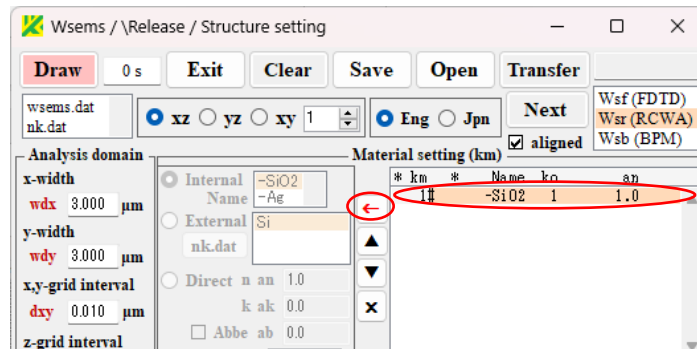 Wsems / \Release / Structure setting
Draw 0 s Exit Clear Save Open Transfer
wsems.dat
nk.dat
xz yz xy 1 Eng Jpn Next
aligned
Wsf (FDTD)
Wsr (RCWA)
Wsb (BPM)
Analysis domain
x-width
wdx 3.000 μm
y-width
wdy 3.000 μm
x,y-grid interval
dxy 0.010 μm
z-grid interval
Internal Name -SiO2
-Ag
External Si
nk.dat
Direct n an 1.0
k ak 0.0
Abbe ab 0.0
←
▲
▼
x
Material setting (km)
* km * Name ko an
1# -SiO2 1 1.0